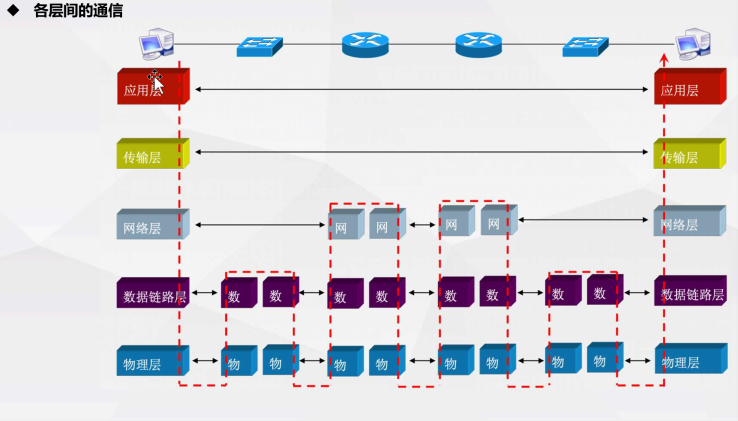 ◆ 各层间的通信
应用层 应用层
传输层 传输层
网络层 网 网 网 网 网络层
数据链路层 数 数 数 数 数 数 数 数 数据链路层
物理层 物 物 物 物 物 物 物 物 物理层